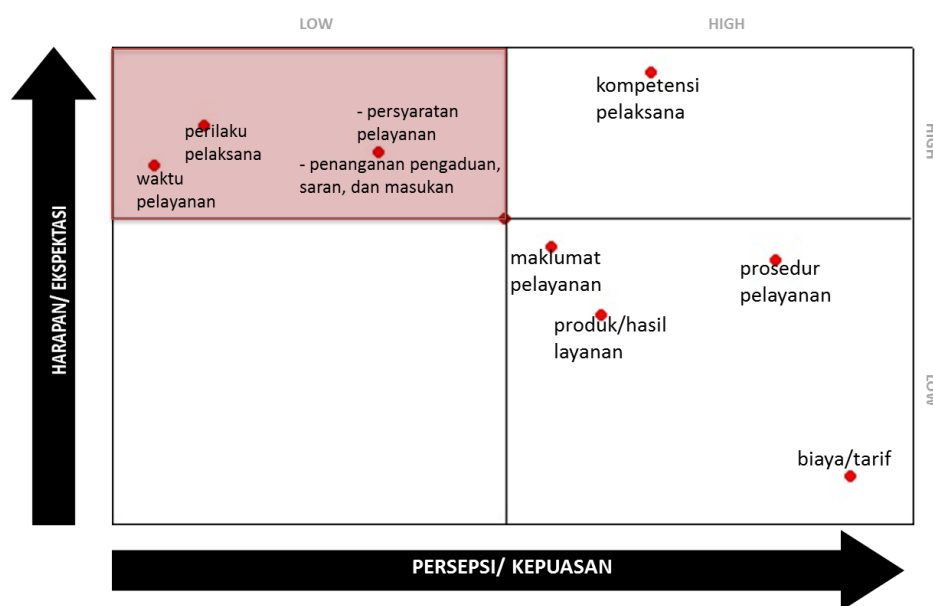 LOW
HIGH
kompetensi
pelaksana
- persyaratan
pelayanan
perilaku
pelaksana
- penanganan pengaduan,
saran, dan masukan
waktu
pelayanan
HIGH
HARAPAN/ EKSPEKTASI
maklumat
pelayanan
prosedur
pelayanan
produk/hasil
layanan
LOW
biaya/tarif
PERSEPSI/ KEPUASAN